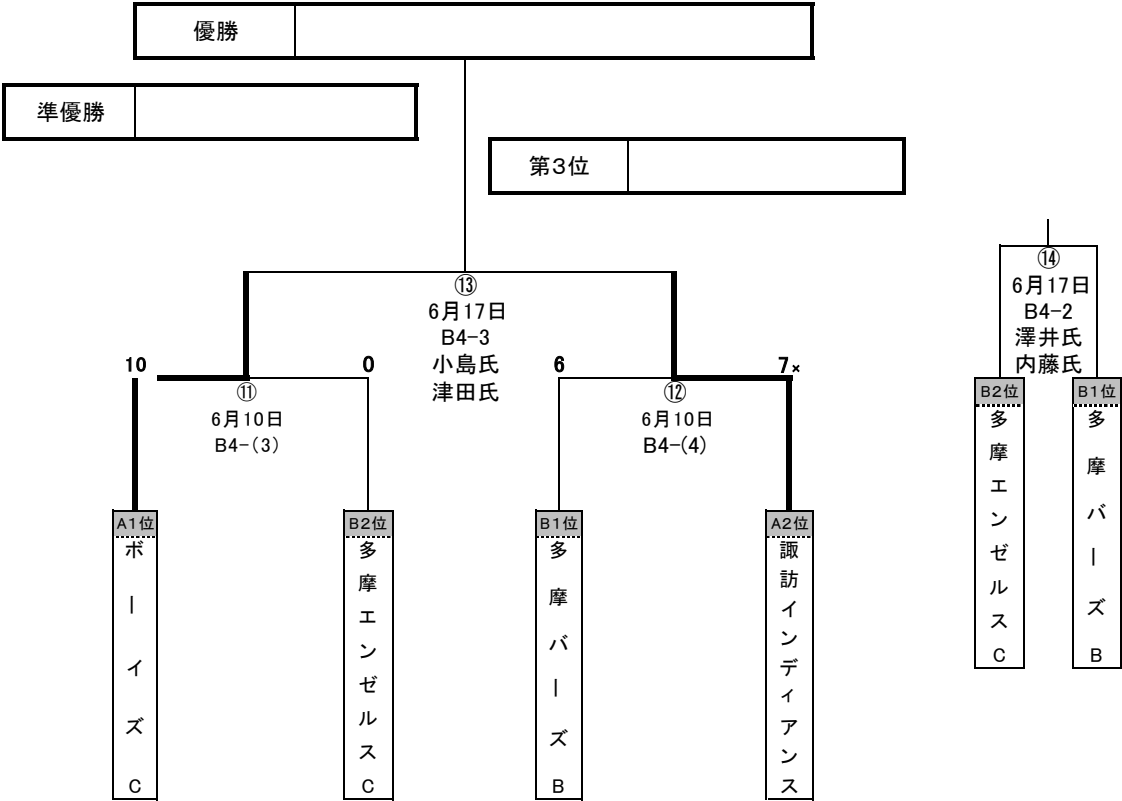 優勝
準優勝
第3位
⑬
6月17日
B4-3
小島氏
津田氏
⑭
6月17日
B4-2
澤井氏
内藤氏
10
0
6
7×
⑪
6月10日
B4-(3)
⑫
6月10日
B4-(4)
B2位
多摩エンゼルスC
B1位
多摩バーズB
A1位
ボーイズC
B2位
多摩エンゼルスC
B1位
多摩バーズB
A2位
諏訪インディアンス